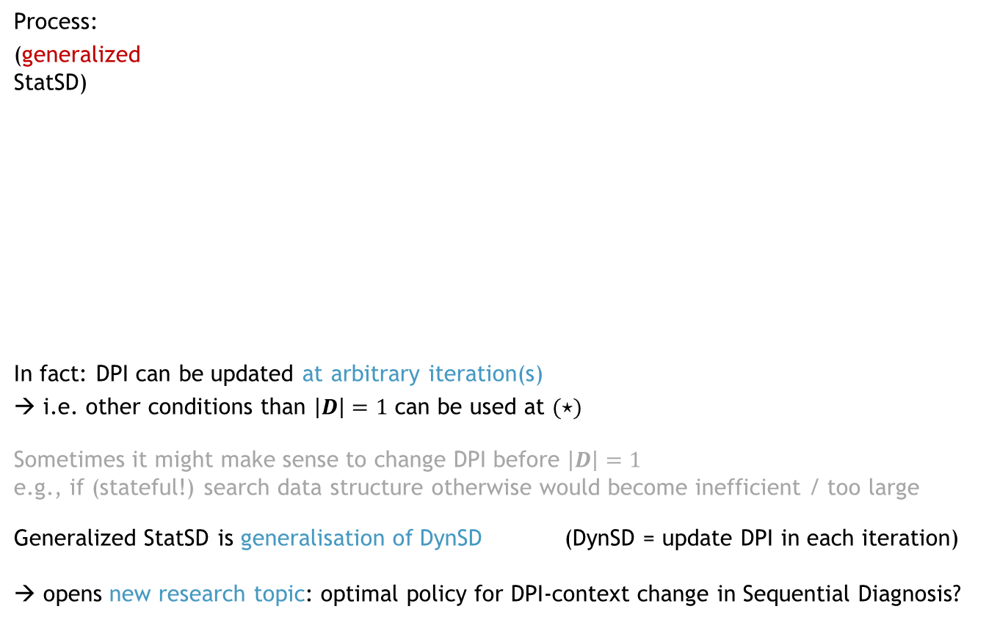 Process:
(generalized
StatSD)
In fact: DPI can be updated at arbitrary iteration(s)
→ i.e. other conditions than |D| = 1 can be used at (⋆)
Sometimes it might make sense to change DPI before |D| = 1
e.g., if (stateful!) search data structure otherwise would become inefficient / too large
Generalized StatSD is generalisation of DynSD (DynSD = update DPI in each iteration)
→ opens new research topic: optimal policy for DPI-context change in Sequential Diagnosis?